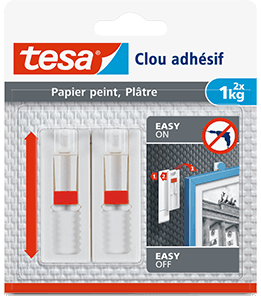 tesa
Clou adhésif
Papier peint, Plâtre
2x
1kg
EASY
ON
EASY
OFF